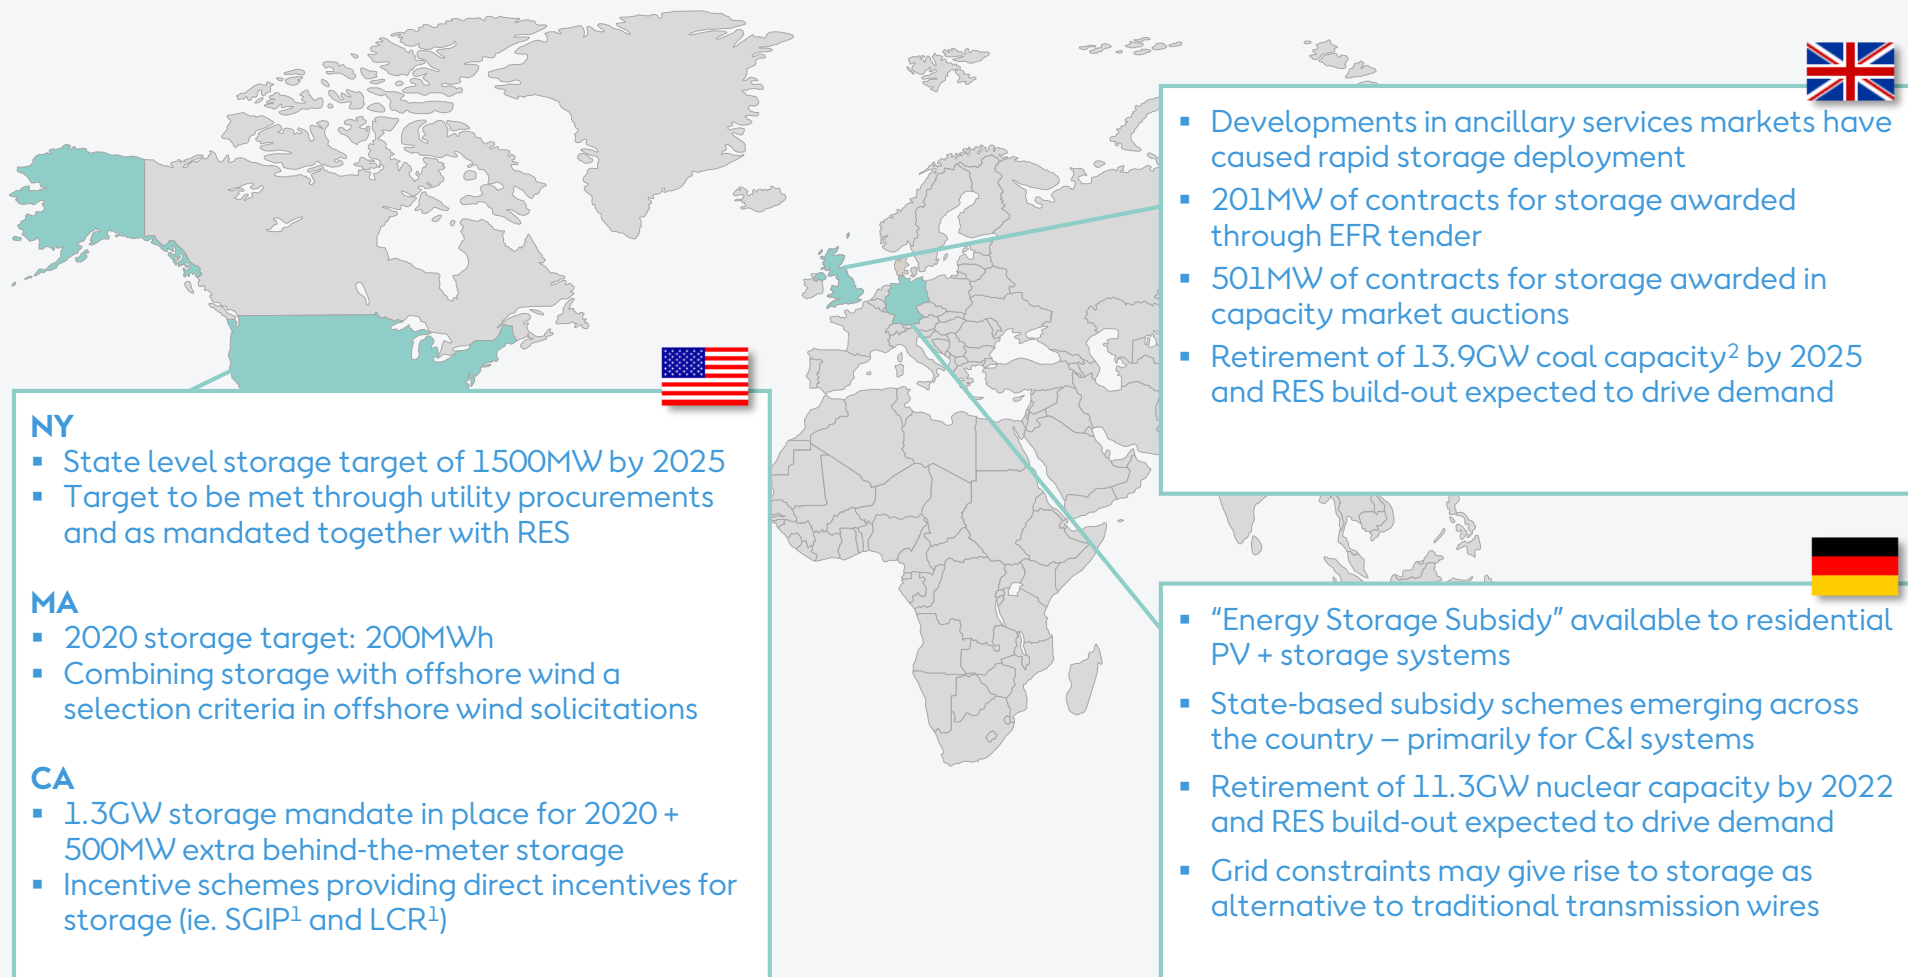 NY
▪ State level storage target of 1500MW by 2025
▪ Target to be met through utility procurements
and as mandated together with RES
MA
▪ 2020 storage target: 200MWh
▪ Combining storage with offshore wind a
selection criteria in offshore wind solicitations
CA
▪ 1.3GW storage mandate in place for 2020 +
500MW extra behind-the-meter storage
▪ Incentive schemes providing direct incentives for
storage (ie. SGIP¹ and LCR¹)
▪ Developments in ancillary services markets have
caused rapid storage deployment
▪ 201MW of contracts for storage awarded
through EFR tender
▪ 501MW of contracts for storage awarded in
capacity market auctions
▪ Retirement of 13.9GW coal capacity² by 2025
and RES build-out expected to drive demand
▪ “Energy Storage Subsidy” available to residential
PV + storage systems
▪ State-based subsidy schemes emerging across
the country – primarily for C&I systems
▪ Retirement of 11.3GW nuclear capacity by 2022
and RES build-out expected to drive demand
▪ Grid constraints may give rise to storage as
alternative to traditional transmission wires